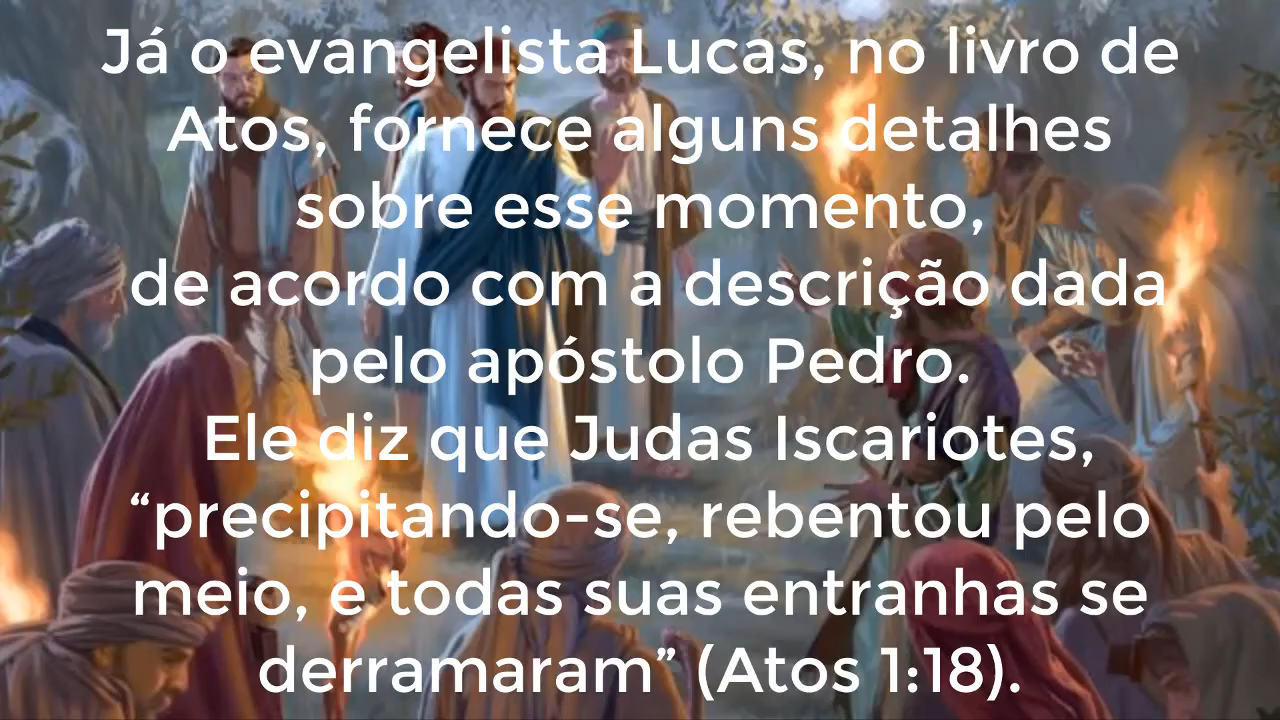 Já o evangelista Lucas, no livro de
Atos, fornece alguns detalhes
sobre esse momento,
de acordo com a descrição dada
pelo apóstolo Pedro.
Ele diz que Judas Iscariotes,
“precipitando-se, rebentou pelo
meio, e todas suas entranhas se
derramaram” (Atos 1:18).